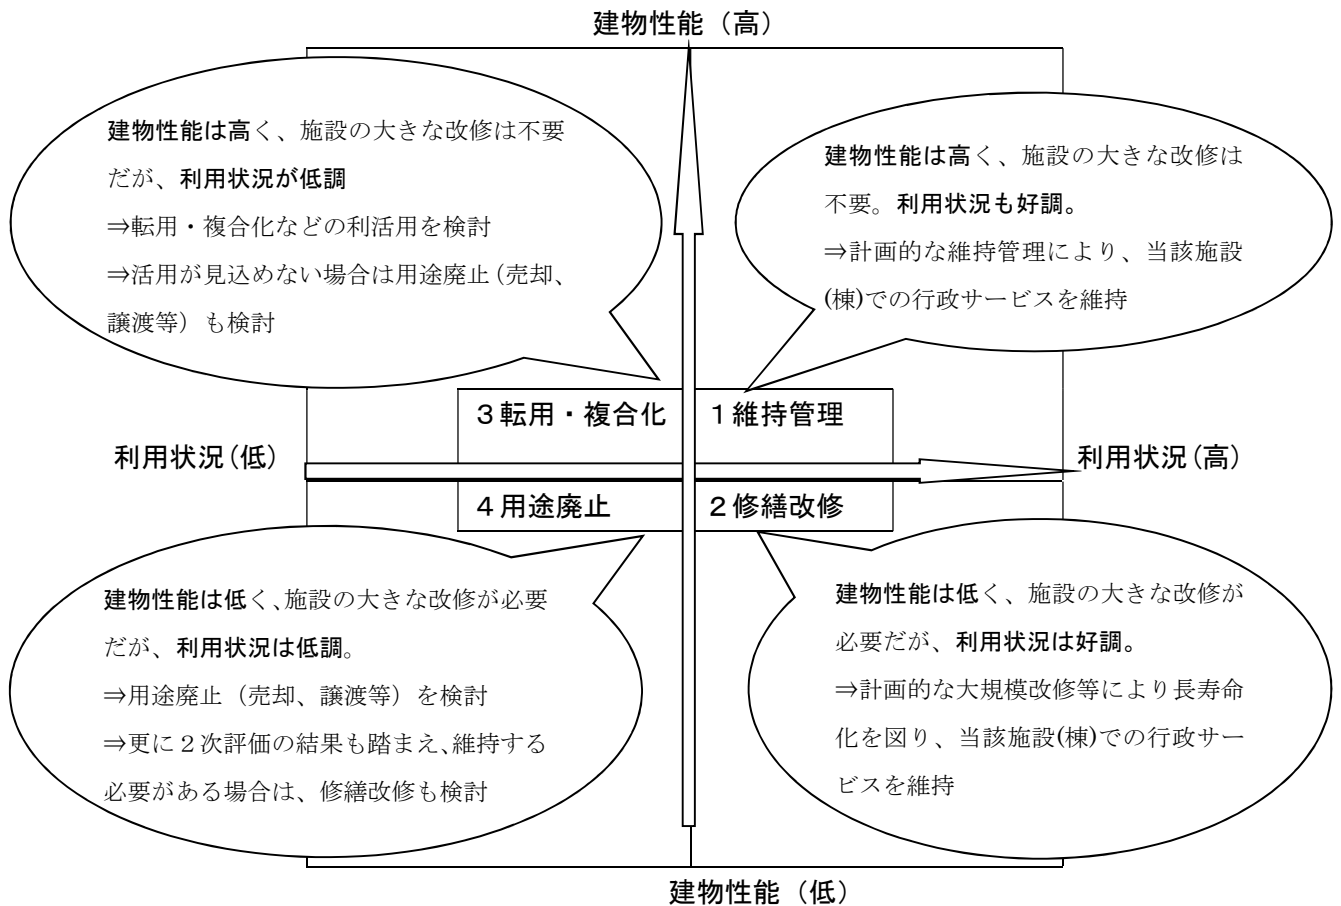 建物性能（高）
建物性能は高く、施設の大きな改修は不要
だが、利用状況が低調
⇒転用・複合化などの利活用を検討
⇒活用が見込めない場合は用途廃止（売却、
譲渡等）も検討
建物性能は高く、施設の大きな改修は
不要。利用状況も好調。
⇒計画的な維持管理により、当該施設
(棟)での行政サービスを維持
３転用・複合化
１維持管理
利用状況（低）
利用状況（高）
４用途廃止
２修繕改修
建物性能は低く、施設の大きな改修が必要
だが、利用状況は低調。
⇒用途廃止（売却、譲渡等）を検討
⇒更に２次評価の結果も踏まえ、維持する
必要がある場合は、修繕改修も検討
建物性能は低く、施設の大きな改修が
必要だが、利用状況は好調。
⇒計画的な大規模改修等により長寿命
化を図り、当該施設(棟)での行政サー
ビスを維持
建物性能（低）